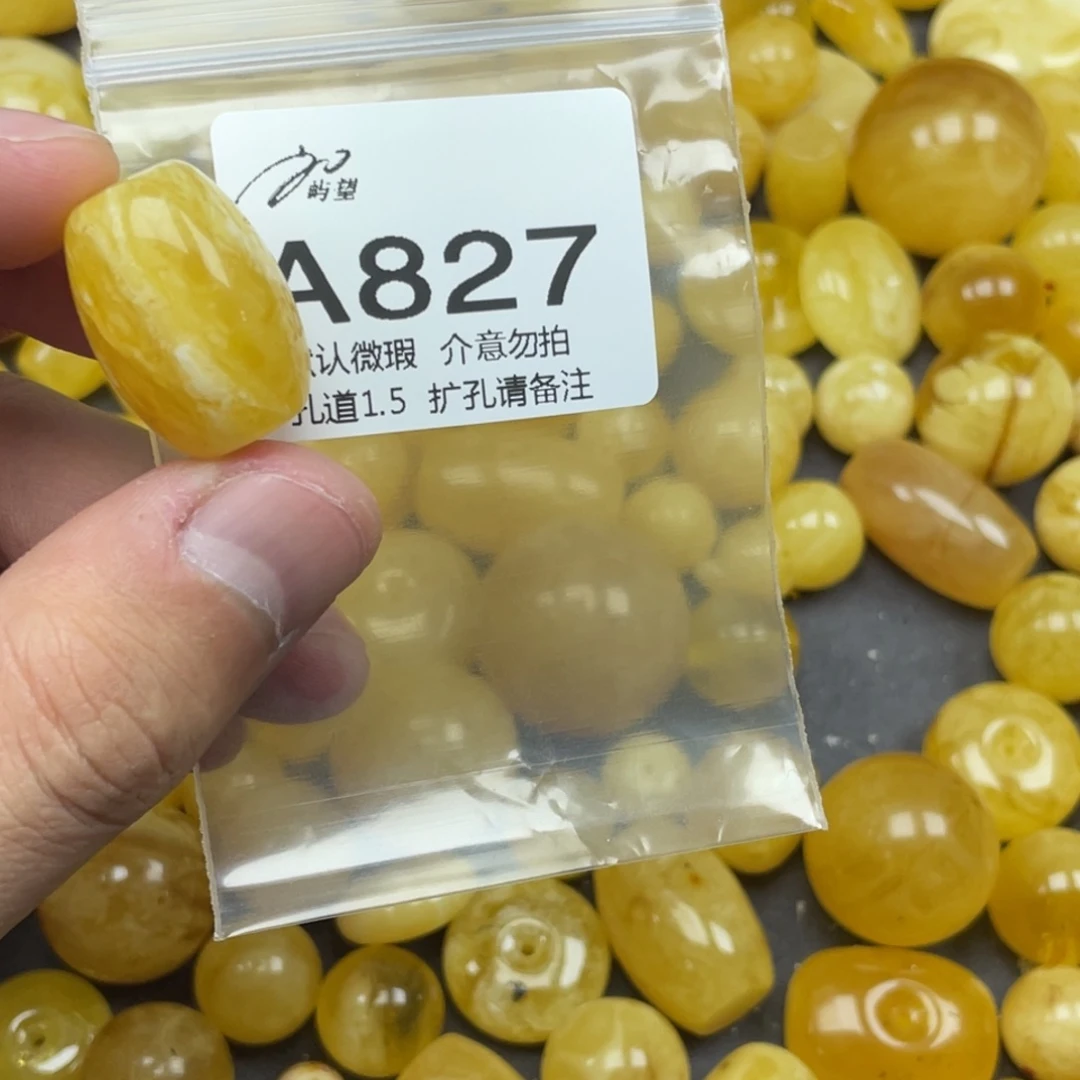 屿望
A827
认微瑕 介意勿拍
孔道1.5 扩孔请备注